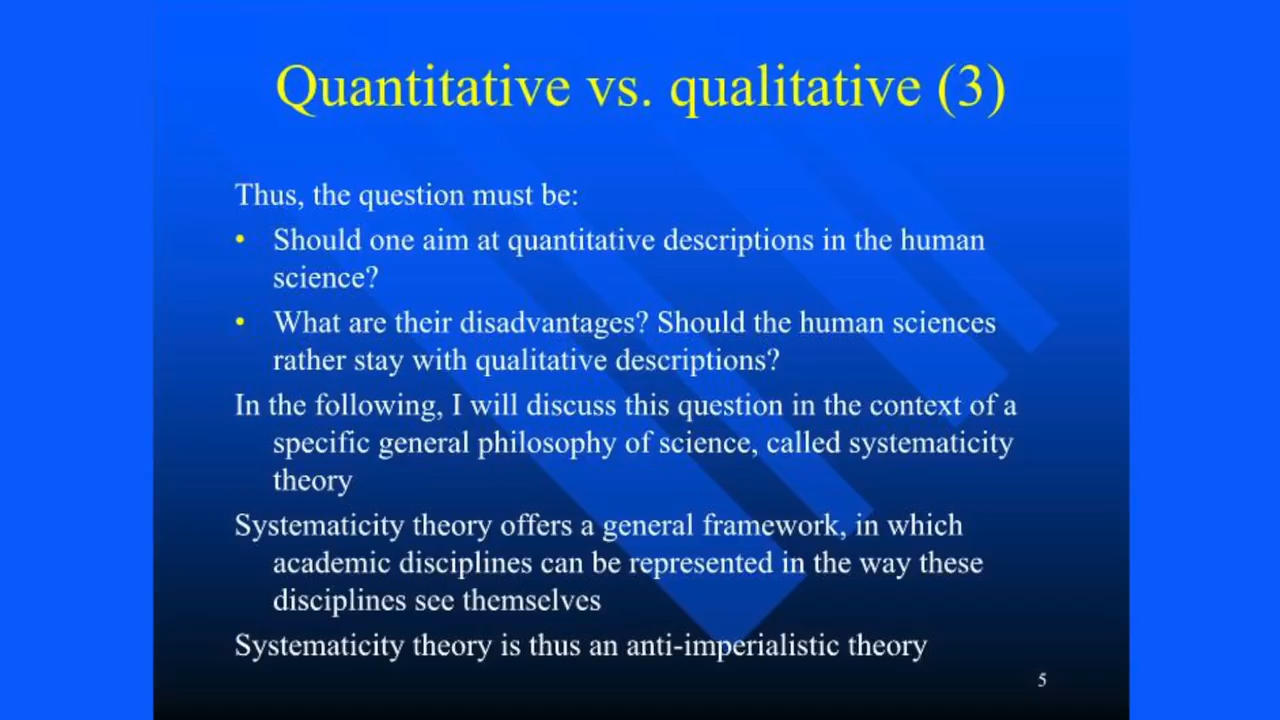 Quantitative vs. qualitative (3)
Thus, the question must be:
• Should one aim at quantitative descriptions in the human
science?
• What are their disadvantages? Should the human sciences
rather stay with qualitative descriptions?
In the following, I will discuss this question in the context of a
specific general philosophy of science, called systematicity
theory
Systematicity theory offers a general framework, in which
academic disciplines can be represented in the way these
disciplines see themselves
Systematicity theory is thus an anti-imperialistic theory
5